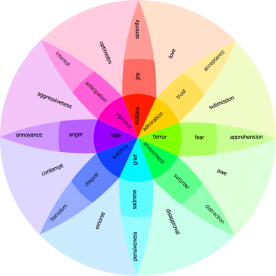 serenity
optimism
love
interest
joy
acceptance
anticipation
trust
aggressiveness
submission
vigilance
ecstasy
admiration
annoyance
anger
rage
terror
fear
apprehension
loathing
grief
amazement
contempt
awe
disgust
surprise
boredom
sadness
distraction
remorse
disapproval
pensiveness